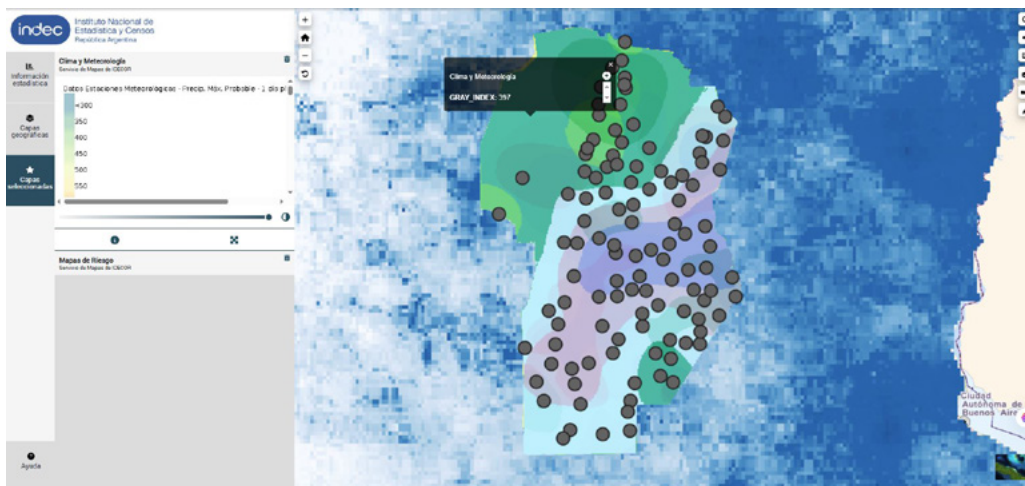 indec
Instituto Nacional de
Estadística y Censos
República Argentina
Información
estadística
Capas
geográficas
Capas
seleccionadas
Ayuda
Clima y Meteorología
Servicio de Mapas de IDECOR
Datos Estaciones Meteorológicas - Precip. Máx. Probable - 1 día
<300
350
450
500
550
Mapas de Riesgo
Servicio de Mapas de IDECOR
Clima y Meteorología
GRAY_INDEX: 397
Ciudad
Autónoma de
Buenos Aire